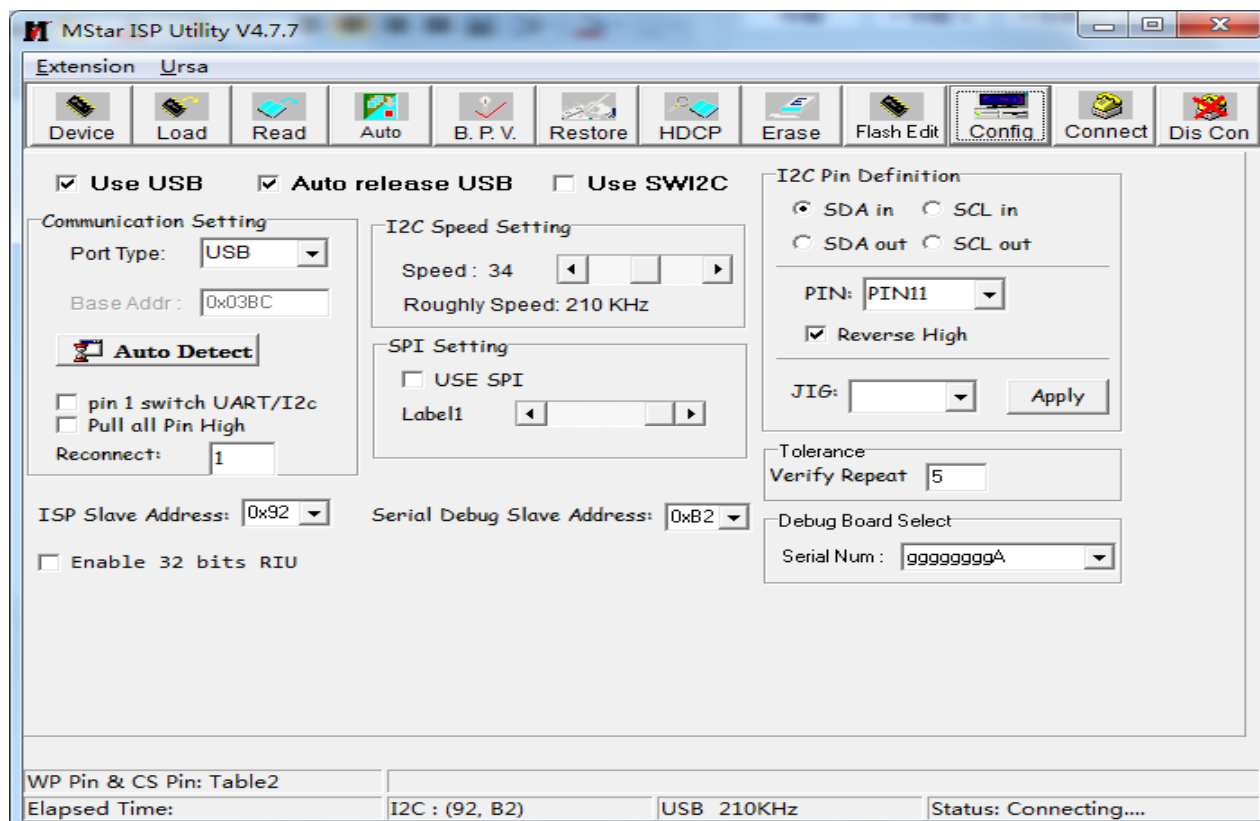 MStar ISP Utility V4.7.7
Extension Ursa
Device Load Read Auto B. P. V. Restore HDCP Erase Flash Edit Config Connect Dis Con
Use USB Auto release USB Use SWI2C
Communication Setting
Port Type: USB
Base Addr : 0x03BC
Auto Detect
pin 1 switch UART/I2c
Pull all Pin High
Reconnect: 1
I2C Speed Setting
Speed : 34
Roughly Speed: 210 KHz
SPI Setting
USE SPI
Label1
I2C Pin Definition
SDA in SCL in
SDA out SCL out
PIN: PIN11
Reverse High
JIG: Apply
Tolerance
Verify Repeat 5
ISP Slave Address: 0x92 Serial Debug Slave Address: 0xB2
Debug Board Select
Serial Num : ggggggggA
Enable 32 bits RIU
WP Pin & CS Pin: Table2
Elapsed Time: I2C : (92, B2) USB 210KHz Status: Connecting....